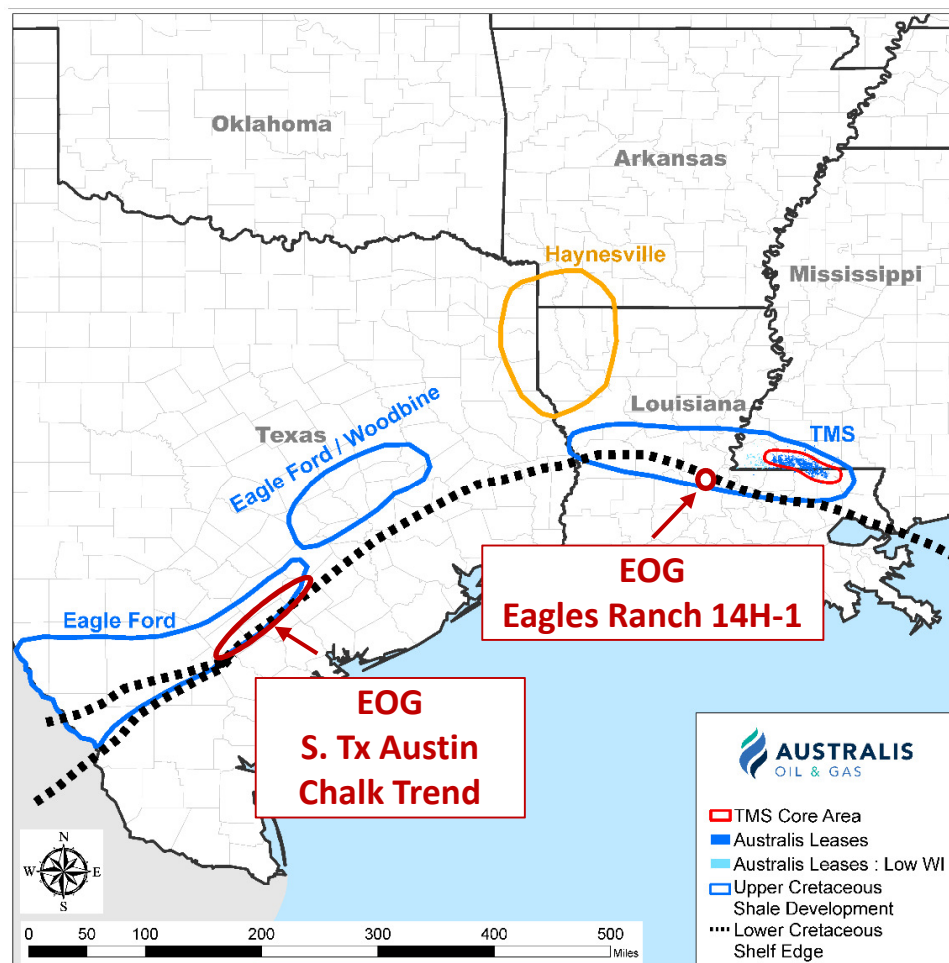 Oklahoma
Arkansas
Haynesville
Mississippi
Louisiana
Texas
Eagle Ford / Woodbine
TMS
EOG
Eagles Ranch 14H-1
Eagle Ford
EOG
S. Tx Austin
Chalk Trend
AUSTRALIS
OIL & GAS
TMS Core Area
Australis Leases
Australis Leases : Low WI
Upper Cretaceous
Shale Development
Lower Cretaceous
Shelf Edge
N
W E
S
0 50 100 200 300 400 500
Miles